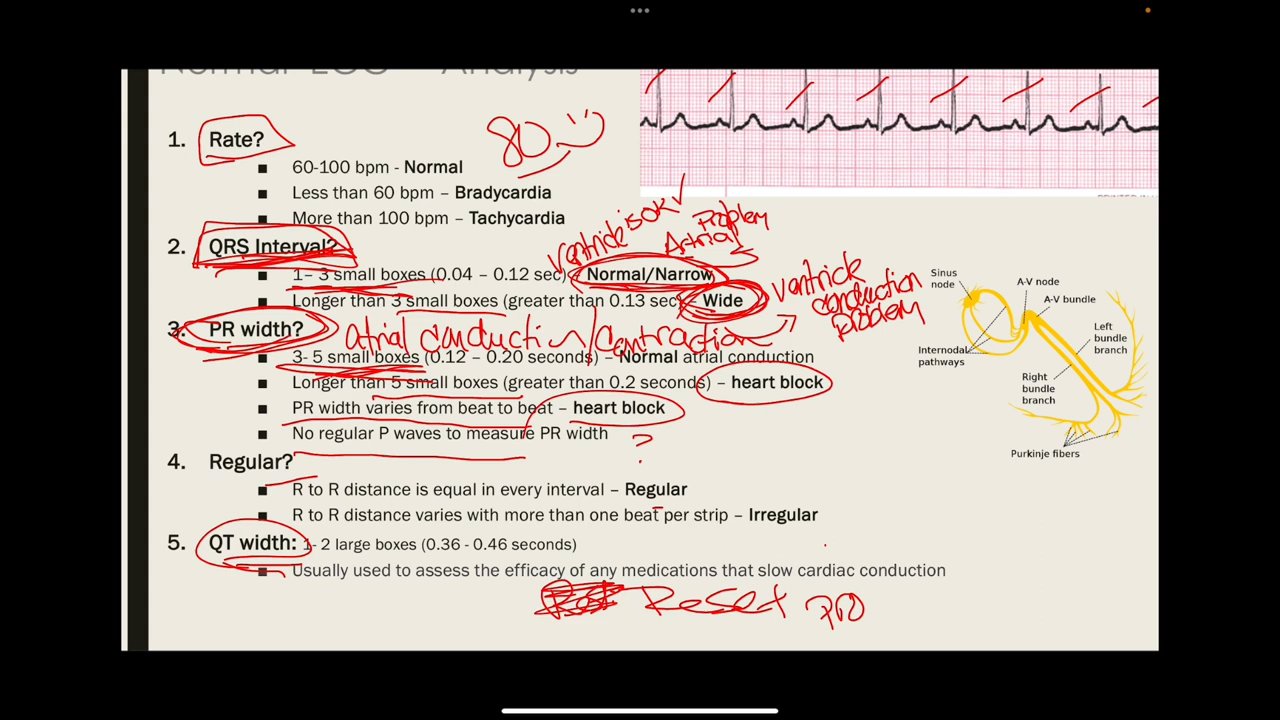 Normal ECG – Analysis
1. Rate?
80
60-100 bpm - Normal
Less than 60 bpm – Bradycardia
More than 100 bpm – Tachycardia
2. QRS Interval?
ventricle is OK ✓
Problem
Atrial
1– 3 small boxes (0.04 – 0.12 sec) – Normal/Narrow
Longer than 3 small boxes (greater than 0.13 sec) – Wide
ventrick
conduction
problem
3. PR width?
atrial conduction/contraction
3- 5 small boxes (0.12 – 0.20 seconds) – Normal atrial conduction
Longer than 5 small boxes (greater than 0.2 seconds) – heart block
PR width varies from beat to beat – heart block
No regular P waves to measure PR width
?
4. Regular?
R to R distance is equal in every interval – Regular
R to R distance varies with more than one beat per strip – Irregular
5. QT width: 1- 2 large boxes (0.36 - 0.46 seconds)
Usually used to assess the efficacy of any medications that slow cardiac conduction
Reset
Sinus
node
A-V node
A-V bundle
Left
bundle
branch
Internodal
pathways
Right
bundle
branch
Purkinje fibers